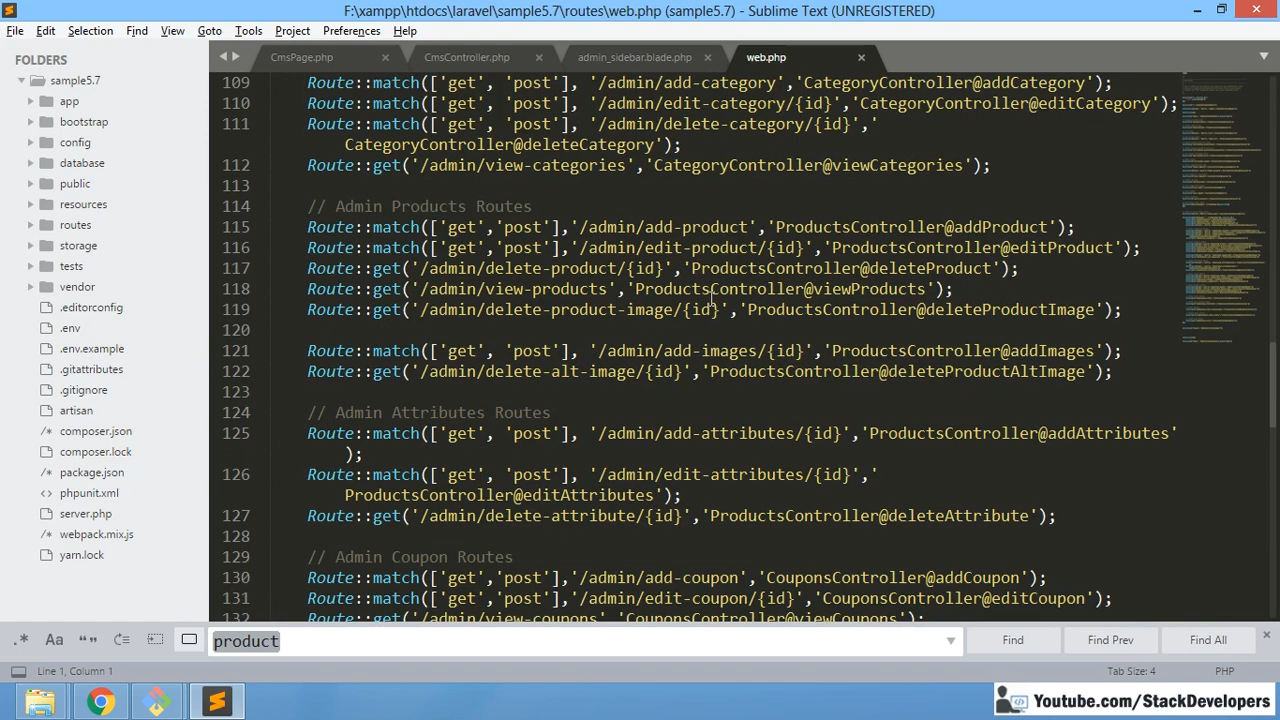 F:\xampp\htdocs\laravel\sample5.7\routes\web.php (sample5.7) - Sublime Text (UNREGISTERED)
File Edit Selection Find View Goto Tools Project Preferences Help
FOLDERS
sample5.7
app
bootstrap
config
database
public
resources
routes
storage
tests
vendor
.editorconfig
.env
.env.example
.gitattributes
.gitignore
artisan
composer.json
composer.lock
package.json
phpunit.xml
server.php
webpack.mix.js
yarn.lock
CmsPage.php CmsController.php admin_sidebar.blade.php web.php
109 Route::match(['get', 'post'], '/admin/add-category','CategoryController@addCategory');
110 Route::match(['get', 'post'], '/admin/edit-category/{id}','CategoryController@editCategory');
111 Route::match(['get', 'post'], '/admin/delete-category/{id}','
CategoryController@deleteCategory');
112 Route::get('/admin/view-categories','CategoryController@viewCategories');
113
114 // Admin Products Routes
115 Route::match(['get', 'post'], '/admin/add-product','ProductsController@addProduct');
116 Route::match(['get', 'post'], '/admin/edit-product/{id}','ProductsController@editProduct');
117 Route::get('/admin/delete-product/{id}','ProductsController@deleteProduct');
118 Route::get('/admin/view-products','ProductsController@viewProducts');
119 Route::get('/admin/delete-product-image/{id}','ProductsController@deleteProductImage');
120
121 Route::match(['get', 'post'], '/admin/add-images/{id}','ProductsController@addImages');
122 Route::get('/admin/delete-alt-image/{id}','ProductsController@deleteProductAltImage');
123
124 // Admin Attributes Routes
125 Route::match(['get', 'post'], '/admin/add-attributes/{id}','ProductsController@addAttributes'
);
126 Route::match(['get', 'post'], '/admin/edit-attributes/{id}','
ProductsController@editAttributes');
127 Route::get('/admin/delete-attribute/{id}','ProductsController@deleteAttribute');
128
129 // Admin Coupon Routes
130 Route::match(['get','post'],'/admin/add-coupon','CouponsController@addCoupon');
131 Route::match(['get','post'],'/admin/edit-coupon/{id}','CouponsController@editCoupon');
132 Route::get('/admin/view-coupons','CouponsController@viewCoupons');
.* Aa “” product Find Find Prev Find All
Line 1, Column 1 Tab Size: 4 PHP
Youtube.com/StackDevelopers